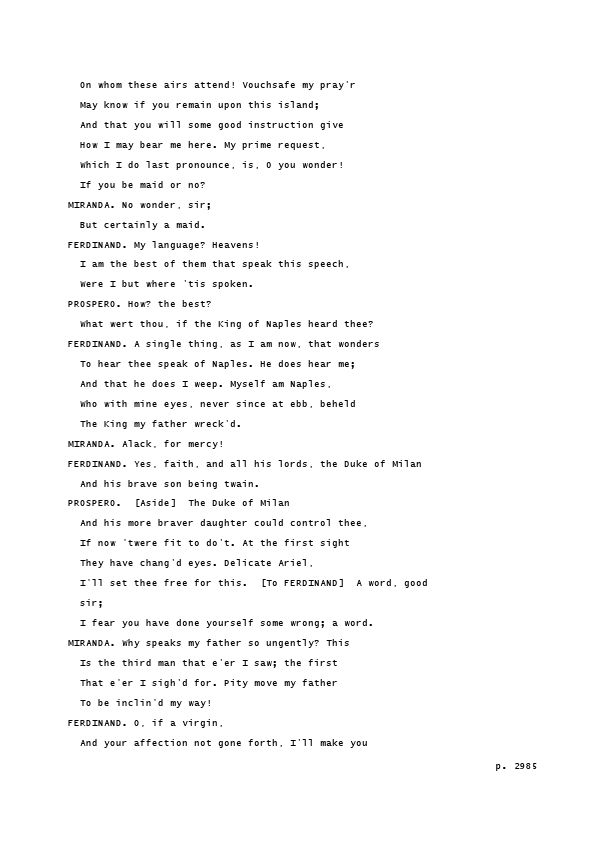 On whom these airs attend! Vouchsafe my pray'r
May know if you remain upon this island;
And that you will some good instruction give
How I may bear me here. My prime request,
Which I do last pronounce, is, O you wonder!
If you be maid or no?
MIRANDA. No wonder, sir;
But certainly a maid.
FERDINAND. My language? Heavens!
I am the best of them that speak this speech,
Were I but where 'tis spoken.
PROSPERO. How? the best?
What wert thou, if the King of Naples heard thee?
FERDINAND. A single thing, as I am now, that wonders
To hear thee speak of Naples. He does hear me;
And that he does I weep. Myself am Naples,
Who with mine eyes, never since at ebb, beheld
The King my father wreck'd.
MIRANDA. Alack, for mercy!
FERDINAND. Yes, faith, and all his lords, the Duke of Milan
And his brave son being twain.
PROSPERO. [Aside] The Duke of Milan
And his more braver daughter could control thee,
If now 'twere fit to do't. At the first sight
They have chang'd eyes. Delicate Ariel,
I'll set thee free for this. [To FERDINAND] A word, good
sir;
I fear you have done yourself some wrong; a word.
MIRANDA. Why speaks my father so ungently? This
Is the third man that e'er I saw; the first
That e'er I sigh'd for. Pity move my father
To be inclin'd my way!
FERDINAND. O, if a virgin,
And your affection not gone forth, I'll make you
p. 2985